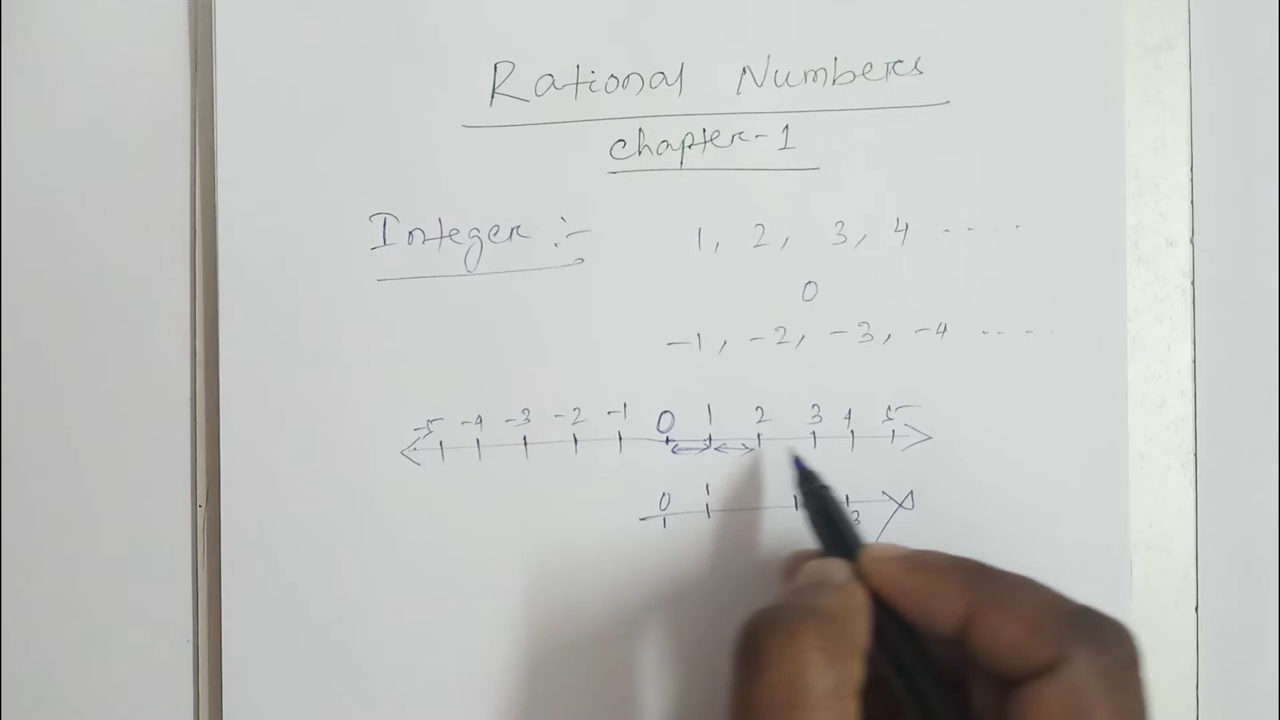 Rational Numbers
Chapter-1
Integer :- 1, 2, 3, 4 .....
0
-1, -2, -3, -4 .....
-5 -4 -3 -2 -1 0 1 2 3 4 5
0 1 3